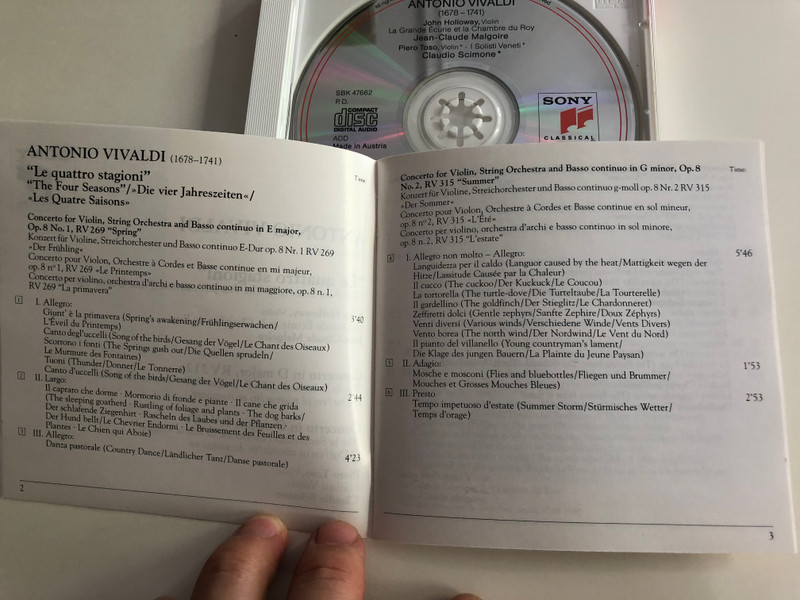 ANTONIO VIVALDI
(1678–1741)
John Holloway, Violin
La Grande Écurie et la Chambre du Roy
Jean-Claude Malgoire
Piero Toso, Violin* · I Solisti Veneti*
Claudio Scimone*
SBK 47662
P.D.
COMPACT
disc
DIGITAL AUDIO
ADD
Made in Austria
SONY
CLASSICAL
ANTONIO VIVALDI (1678–1741)
Time:
“Le quattro stagioni”
“The Four Seasons”/»Die vier Jahreszeiten«/
«Les Quatre Saisons»
Concerto for Violin, String Orchestra and Basso continuo in E major,
Op.8 No.1, RV 269 “Spring”
Konzert für Violine, Streichorchester und Basso continuo E-Dur op.8 Nr.1 RV 269
»Der Frühling«
Concerto pour Violon, Orchestre à Cordes et Basse continue en mi majeur,
op.8 nº 1, RV 269 «Le Printemps»
Concerto per violino, orchestra d'archi e basso continuo in mi maggiore, op.8 n.1,
RV 269 “La primavera”
1 I. Allegro: 3'40
Giunt' è la primavera (Spring's awakening/Frühlingserwachen/
L'Éveil du Printemps)
Canto degl'uccelli (Song of the birds/Gesang der Vögel/Le Chant des Oiseaux)
Scorrono i fonti (The Springs gush out/Die Quellen sprudeln/
Le Murmure des Fontaines)
Tuoni (Thunder/Donner/Le Tonnerre)
Canto d'uccelli (Song of the birds/Gesang der Vögel/Le Chant des Oiseaux)
2 II. Largo: 2'44
Il capraro che dorme · Mormorio di fronde e piante · Il cane che grida
(The sleeping goatherd · Rustling of foliage and plants · The dog barks/
Der schlafende Ziegenhirt · Rascheln des Laubes und der Pflanzen ·
Der Hund bellt/Le Chevrier Endormi · Le Bruissement des Feuilles et des
Plantes · Le Chien qui Aboie)
3 III. Allegro: 4'23
Danza pastorale (Country Dance/Ländlicher Tanz/Danse pastorale)
2
Concerto for Violin, String Orchestra and Basso continuo in G minor, Op.8
Time:
No.2, RV 315 “Summer”
Konzert für Violine, Streichorchester und Basso continuo g-moll op.8 Nr.2 RV 315
»Der Sommer«
Concerto pour Violon, Orchestre à Cordes et Basse continue en sol mineur,
op.8 nº 2, RV 315 «L'Été»
Concerto per violino, orchestra d'archi e basso continuo in sol minore,
op.8 n.2, RV 315 “L'estate”
4 I. Allegro non molto – Allegro: 5'46
Languidezza per il caldo (Languor caused by the heat/Mattigkeit wegen der
Hitze/Lassitude Causée par la Chaleur)
Il cucco (The cuckoo/Der Kuckuck/Le Coucou)
La tortorella (The turtle-dove/Die Turteltaube/La Tourterelle)
Il gardellino (The goldfinch/Der Stieglitz/Le Chardonneret)
Zeffiretti dolci (Gentle zephyrs/Sanfte Zephire/Doux Zéphyrs)
Venti diversi (Various winds/Verschiedene Winde/Vents Divers)
Vento borea (The north wind/Der Nordwind/Le Vent du Nord)
Il pianto del villanello (Young countryman's lament/
Die Klage des jungen Bauern/La Plainte du Jeune Paysan)
5 II. Adagio: 1'53
Mosche e mosconi (Flies and bluebottles/Fliegen und Brummer/
Mouches et Grosses Mouches Bleues)
6 III. Presto 2'53
Tempo impetuoso d'estate (Summer Storm/Stürmisches Wetter/
Temps d'orage)
3